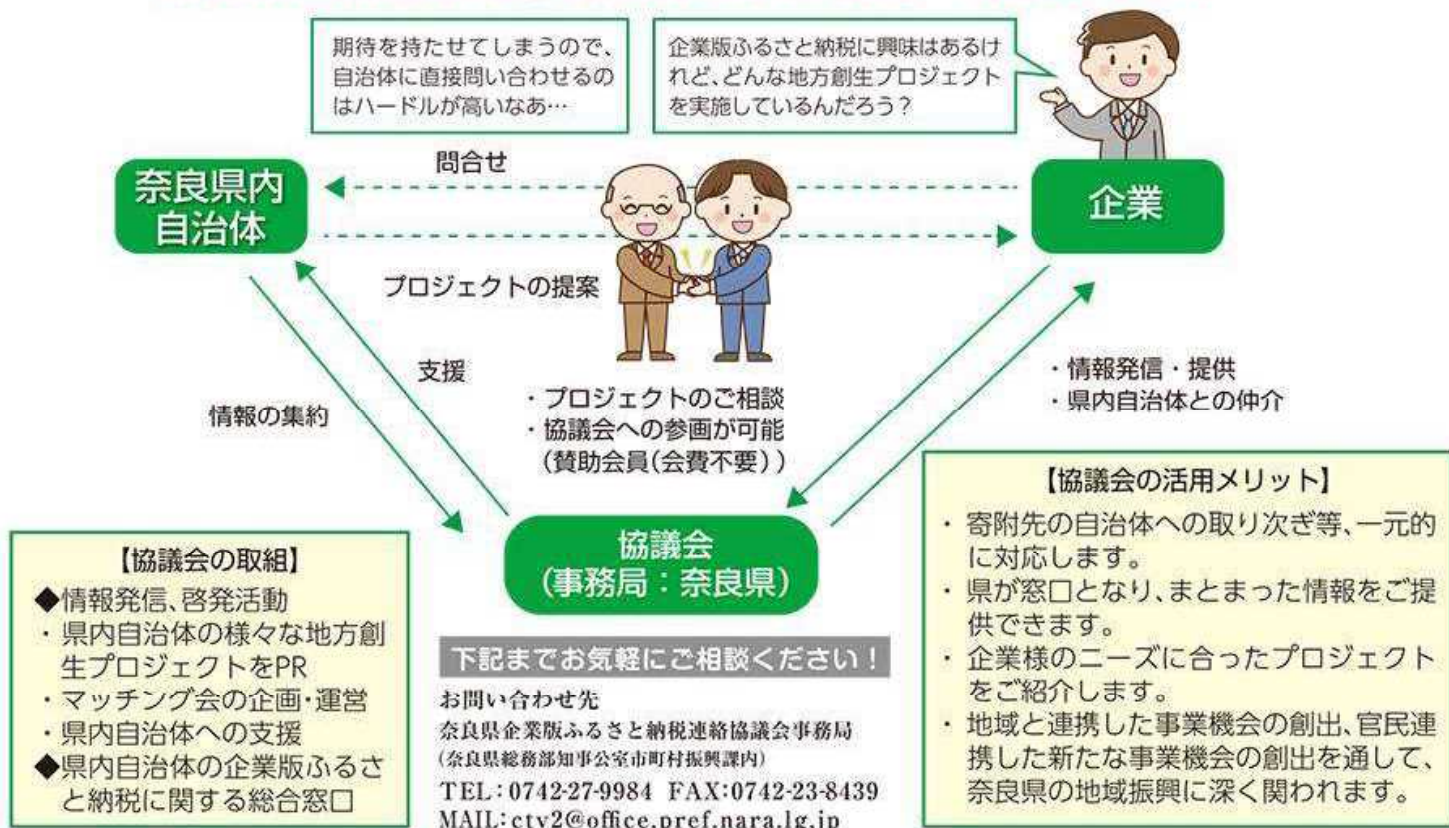 期待を持たせてしまうので、
自治体に直接問い合わせるの
はハードルが高いなあ…
企業版ふるさと納税に興味はあるけ
れど、どんな地方創生プロジェクト
を実施しているんだろう？
問合せ
奈良県内
自治体
企業
プロジェクトの提案
支援
情報の集約
・プロジェクトのご相談
・協議会への参画が可能
（賛助会員（会費不要））
・情報発信・提供
・県内自治体との仲介
協議会
（事務局：奈良県）
【協議会の取組】
◆情報発信、啓発活動
・県内自治体の様々な地方創
生プロジェクトをPR
・マッチング会の企画・運営
・県内自治体への支援
◆県内自治体の企業版ふるさ
と納税に関する総合窓口
下記までお気軽にご相談ください！
お問い合わせ先
奈良県企業版ふるさと納税連絡協議会事務局
（奈良県総務部知事公室市町村振興課内）
TEL：0742-27-9984 FAX：0742-23-8439
MAIL：ctv2@office.pref.nara.lg.jp
【協議会の活用メリット】
・寄附先の自治体への取り次ぎ等、一元的
に対応します。
・県が窓口となり、まとまった情報をご提
供できます。
・企業様のニーズに合ったプロジェクト
をご紹介します。
・地域と連携した事業機会の創出、官民連
携した新たな事業機会の創出を通して、
奈良県の地域振興に深く関われます。